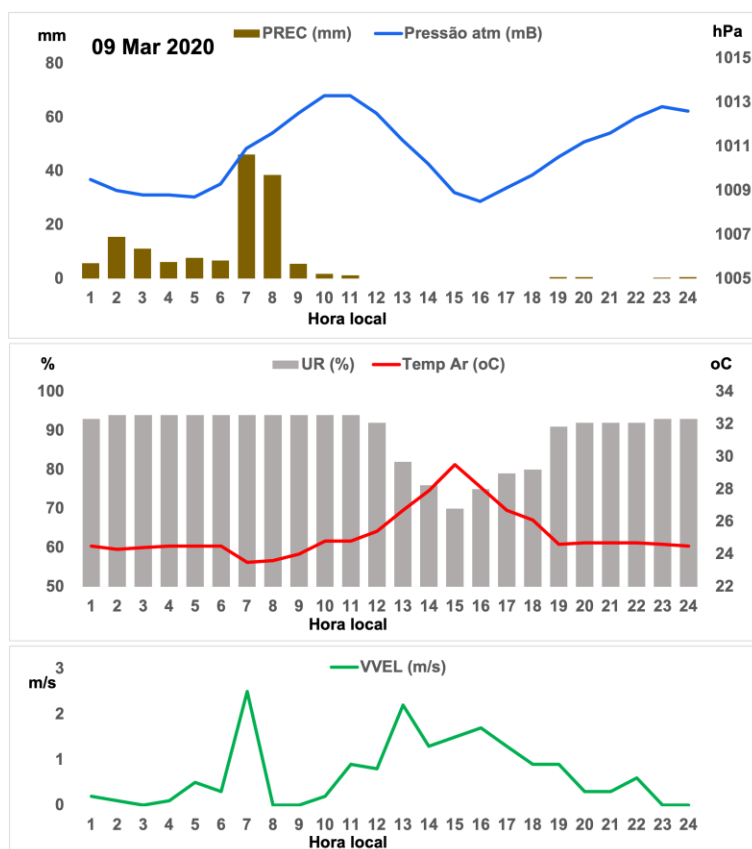 mm
09 Mar 2020
PREC (mm) Pressão atm (mB)
hPa
80
60
40
20
0
1015
1013
1011
1009
1007
1005
1 2 3 4 5 6 7 8 9 10 11 12 13 14 15 16 17 18 19 20 21 22 23 24
Hora local
%
UR (%) Temp Ar (oC)
oC
100
90
80
70
60
50
34
32
30
28
26
24
22
1 2 3 4 5 6 7 8 9 10 11 12 13 14 15 16 17 18 19 20 21 22 23 24
Hora local
VVEL (m/s)
m/s
3
2
1
0
1 2 3 4 5 6 7 8 9 10 11 12 13 14 15 16 17 18 19 20 21 22 23 24
Hora local